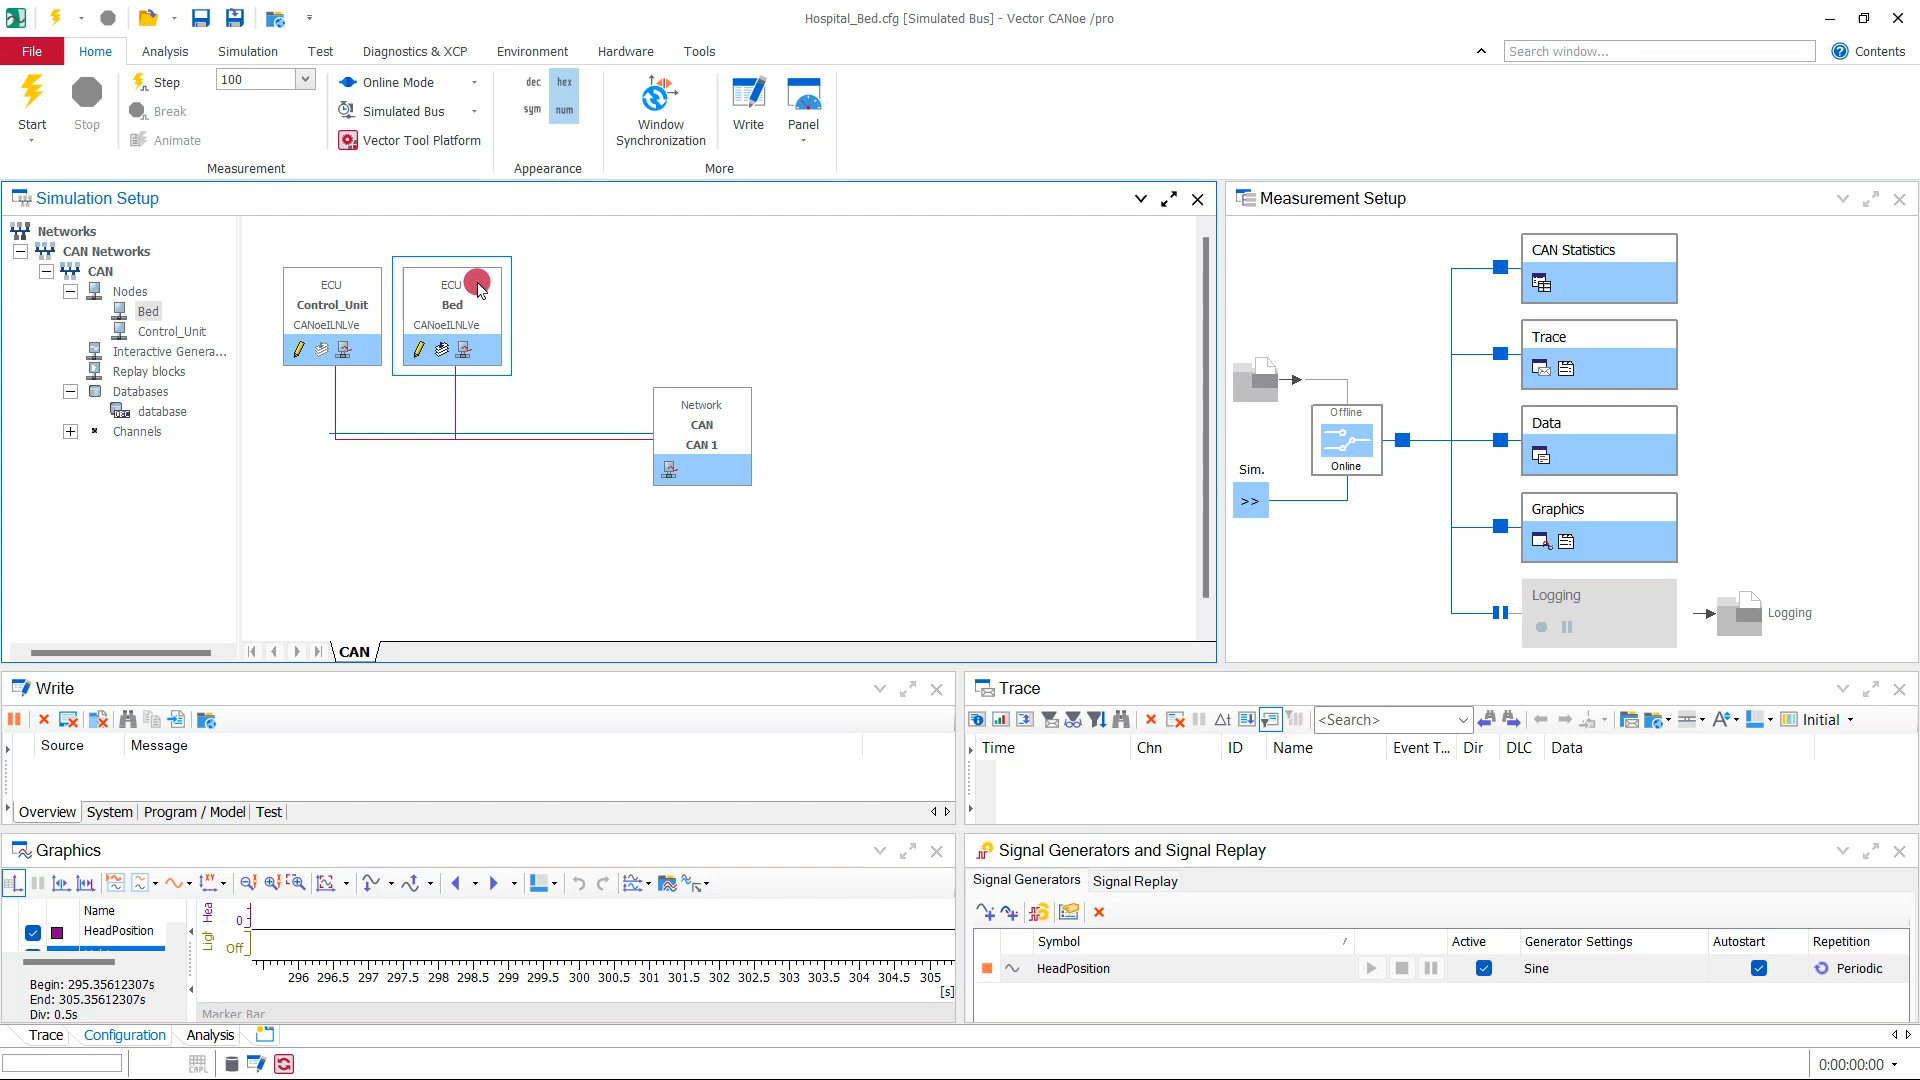 Hospital_Bed.cfg [Simulated Bus] - Vector CANoe /pro
File
Home
Analysis
Simulation
Test
Diagnostics & XCP
Environment
Hardware
Tools
Search window...
Contents
Start
Stop
Step
100
Break
Animate
Online Mode
Simulated Bus
Vector Tool Platform
Measurement
dec
hex
sym
num
Appearance
Window
Synchronization
Write
Panel
More
Simulation Setup
Networks
CAN Networks
CAN
Nodes
Bed
Control_Unit
Interactive Genera...
Replay blocks
Databases
database
Channels
ECU
Control_Unit
CANoeILNLVe
ECU
Bed
CANoeILNLVe
Network
CAN
CAN 1
CAN
Measurement Setup
Offline
Online
Sim.
>>
CAN Statistics
Trace
Data
Graphics
Logging
Logging
Write
Source
Message
Overview
System
Program / Model
Test
Trace
<Search>
Initial
Time
Chn
ID
Name
Event T...
Dir
DLC
Data
Graphics
Name
HeadPosition
Begin: 295.35612307s
End: 305.35612307s
Div: 0.5s
Hea
0
Ligh
Off
296 296.5 297 297.5 298 298.5 299 299.5 300 300.5 301 301.5 302 302.5 303 303.5 304 304.5 305
[s]
Marker Bar
Signal Generators and Signal Replay
Signal Generators
Signal Replay
Symbol
/
Active
Generator Settings
Autostart
Repetition
HeadPosition
Sine
Periodic
Trace
Configuration
Analysis
CAPL
0:00:00:00